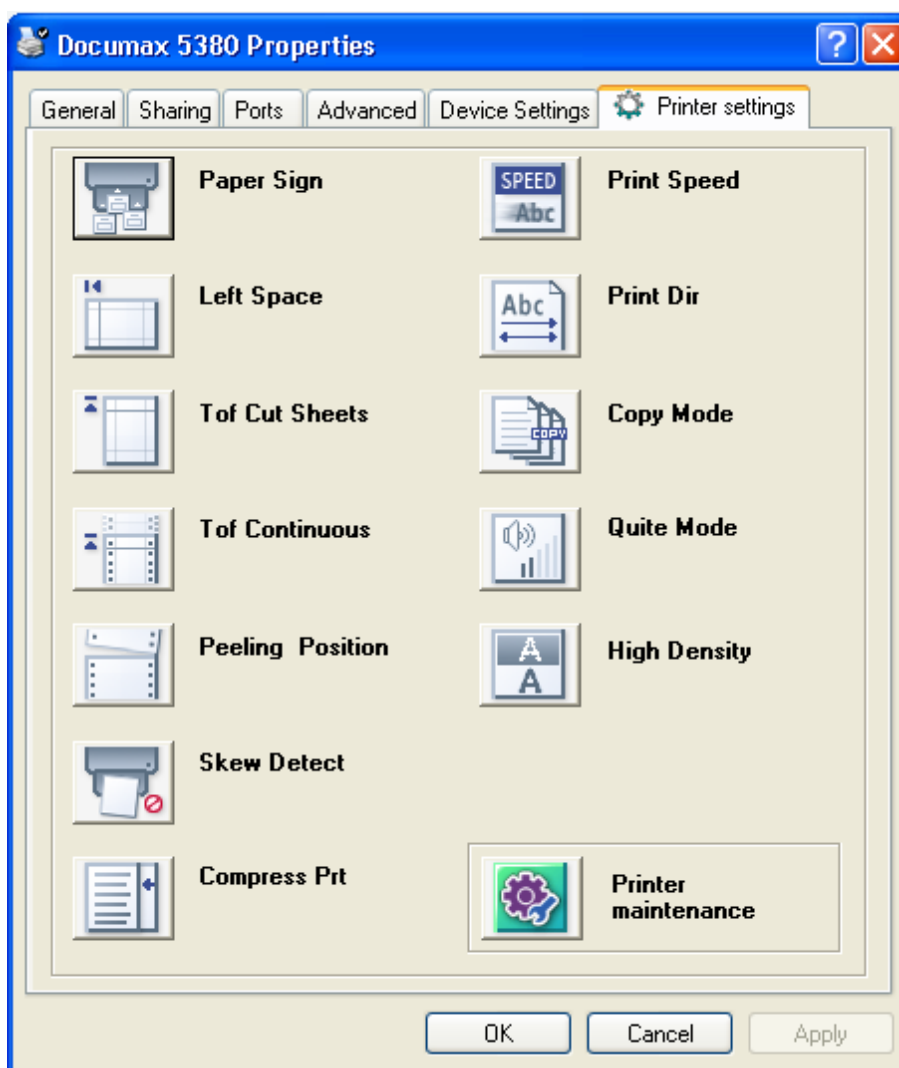 Documax 5380 Properties
General Sharing Ports Advanced Device Settings Printer settings
Paper Sign
SPEED
Abc
Print Speed
Left Space
Abc
Print Dir
Tof Cut Sheets
COPY
Copy Mode
Tof Continuous
Quite Mode
Peeling Position
A
A
High Density
Skew Detect
Compress Prt
Printer
maintenance
OK Cancel Apply